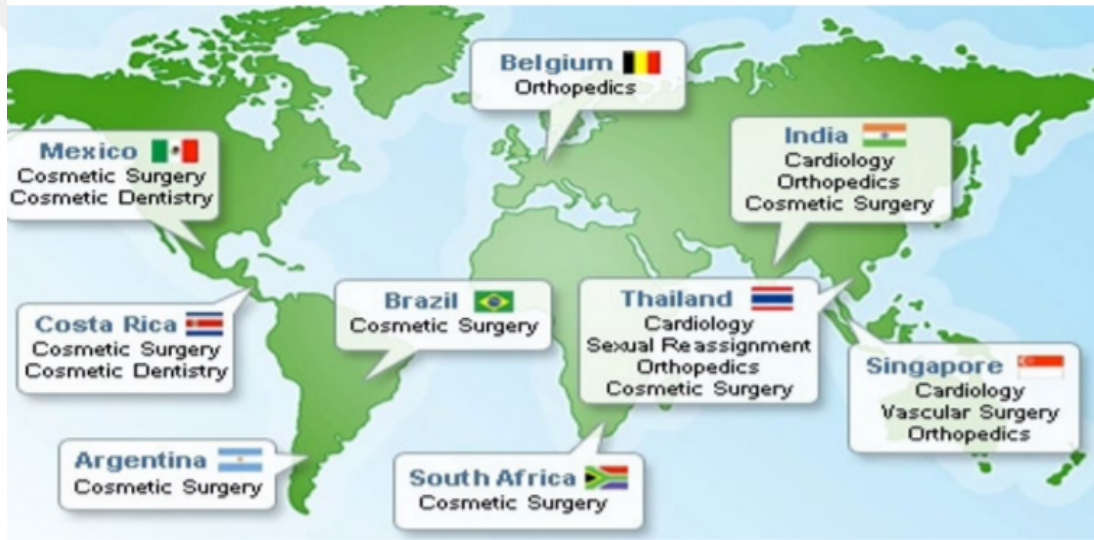 Belgium
Orthopedics
Mexico
Cosmetic Surgery
Cosmetic Dentistry
India
Cardiology
Orthopedics
Cosmetic Surgery
Costa Rica
Cosmetic Surgery
Cosmetic Dentistry
Brazil
Cosmetic Surgery
Thailand
Cardiology
Sexual Reassignment
Orthopedics
Cosmetic Surgery
Singapore
Cardiology
Vascular Surgery
Orthopedics
Argentina
Cosmetic Surgery
South Africa
Cosmetic Surgery